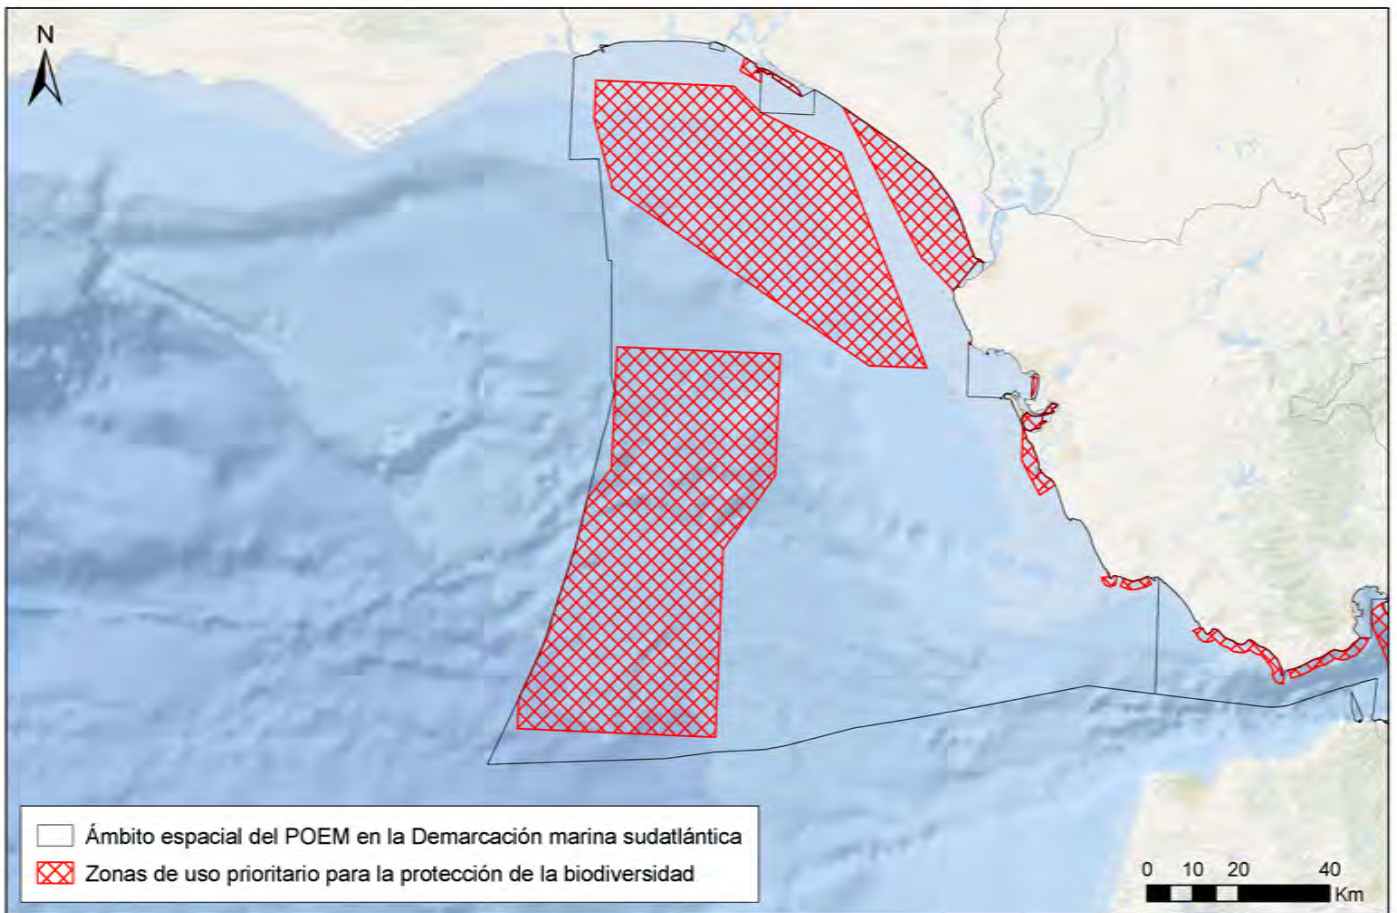 N
Ámbito espacial del POEM en la Demarcación marina sudatlántica
Zonas de uso prioritario para la protección de la biodiversidad
0 10 20 40
Km